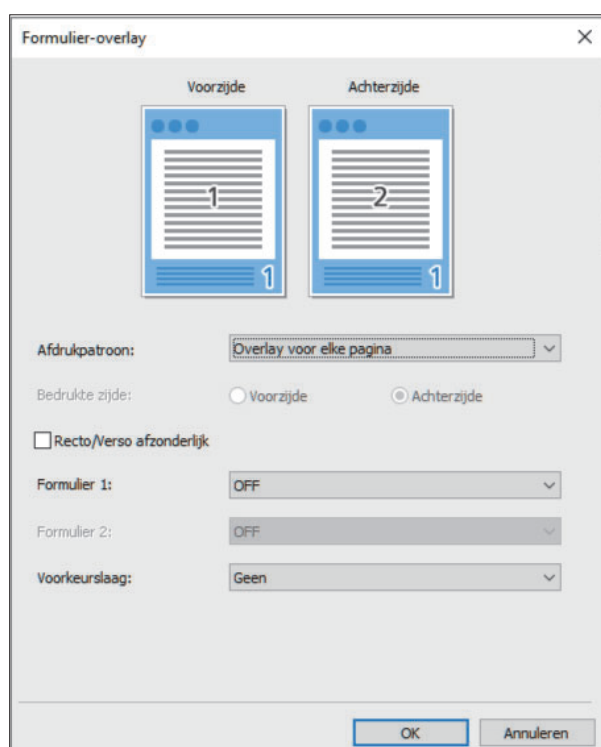 Formulier-overlay
Voorzijde Achterzijde
1 2
1 1
Afdrukpatroon: Overlay voor elke pagina
Bedrukte zijde: Voorzijde Achterzijde
Recto/Verso afzonderlijk
Formulier 1: OFF
Formulier 2: OFF
Voorkeurslaag: Geen
OK Annuleren